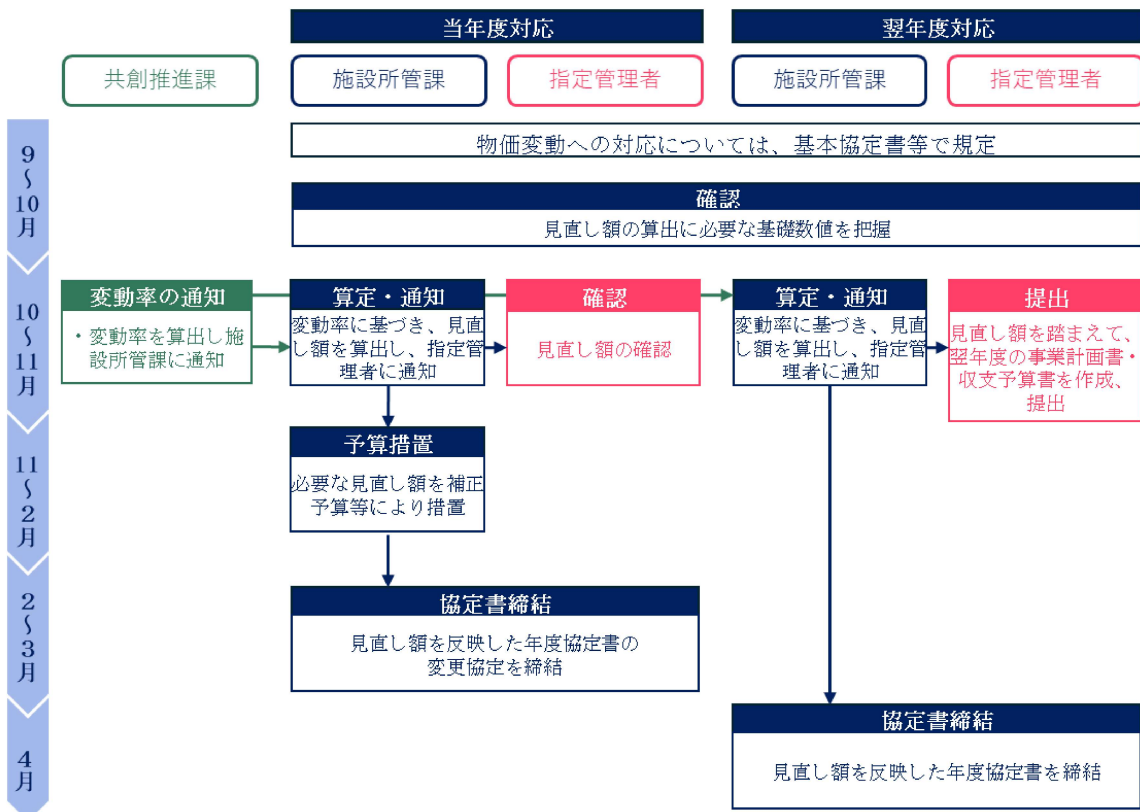 当年度対応
翌年度対応
共創推進課
施設所管課
指定管理者
施設所管課
指定管理者
9～10月
物価変動への対応については、基本協定書等で規定
確認
見直し額の算出に必要な基礎数値を把握
10～11月
変動率の通知
・変動率を算出し施
設所管課に通知
算定・通知
変動率に基づき、見直
し額を算出し、指定管
理者に通知
確認
見直し額の確認
算定・通知
変動率に基づき、見直
し額を算出し、指定管
理者に通知
提出
見直し額を踏まえて、
翌年度の事業計画書・
収支予算書を作成、
提出
11～2月
予算措置
必要な見直し額を補正
予算等により措置
2～3月
協定書締結
見直し額を反映した年度協定書の
変更協定を締結
4月
協定書締結
見直し額を反映した年度協定書を締結